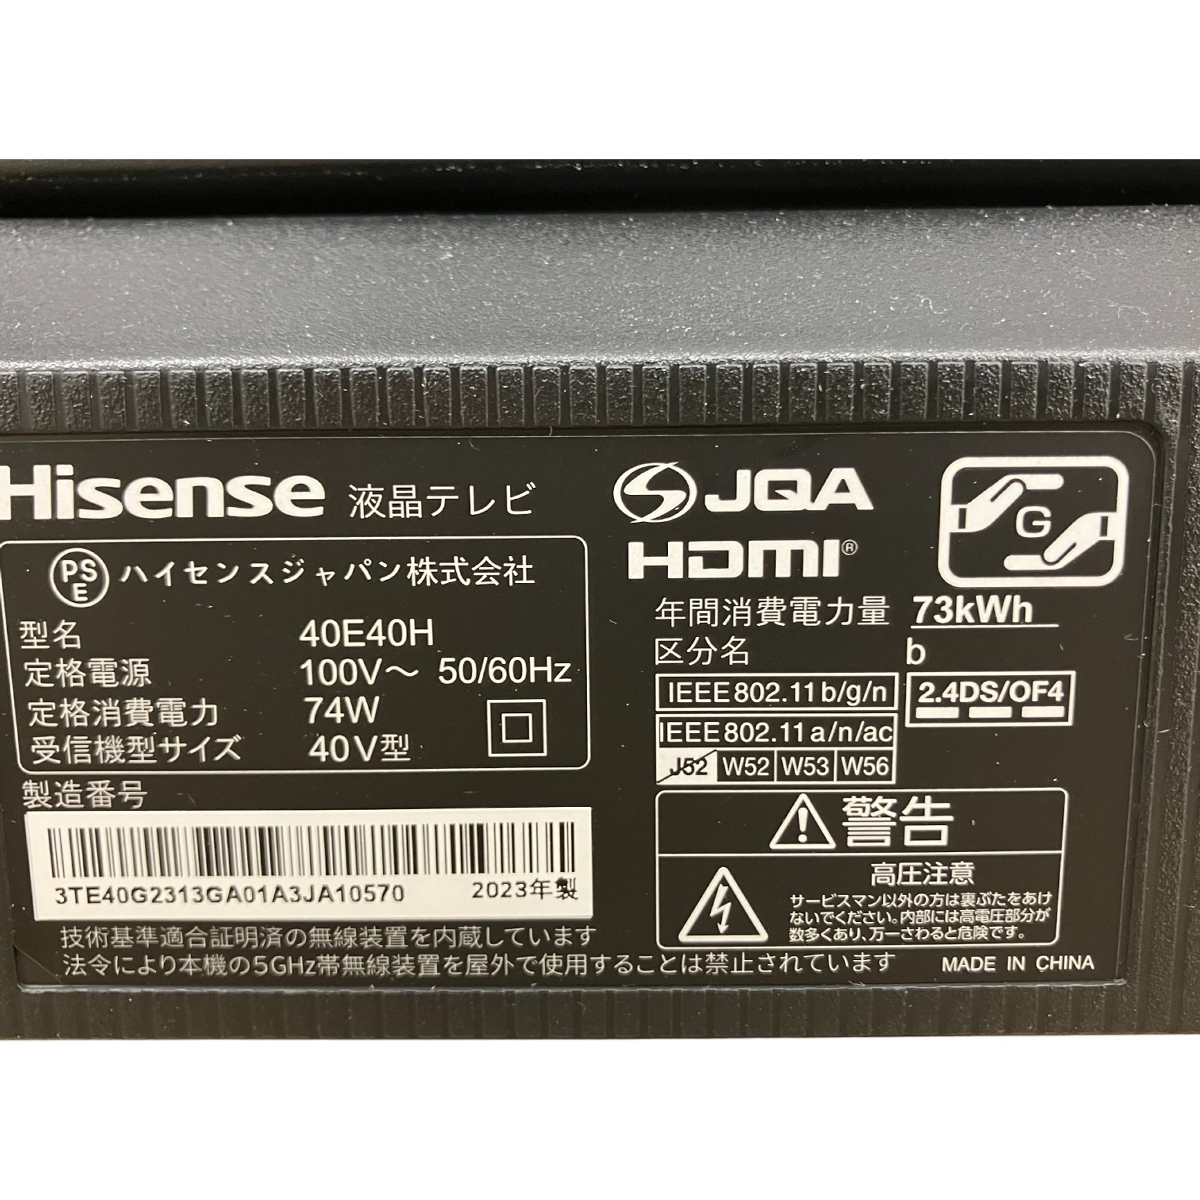 Hisense 液晶テレビ
PSE ハイセンスジャパン株式会社
型名 40E40H
定格電源 100V～ 50/60Hz
定格消費電力 74W
受信機型サイズ 40V型
製造番号
3TE40G2313GA01A3JA10570 2023年製
技術基準適合証明済の無線装置を内蔵しています
法令により本機の5GHz帯無線装置を屋外で使用することは禁止されています
JQA
HDMI®
G
年間消費電力量 73kWh
区分名 b
IEEE802.11b/g/n
2.4DS/OF4
IEEE802.11a/n/ac
J52 W52 W53 W56
警告
高圧注意
サービスマン以外の方は裏ぶたをあけ
ないでください。内部には高電圧部分が
数多くあり、万一さわると危険です。
MADE IN CHINA